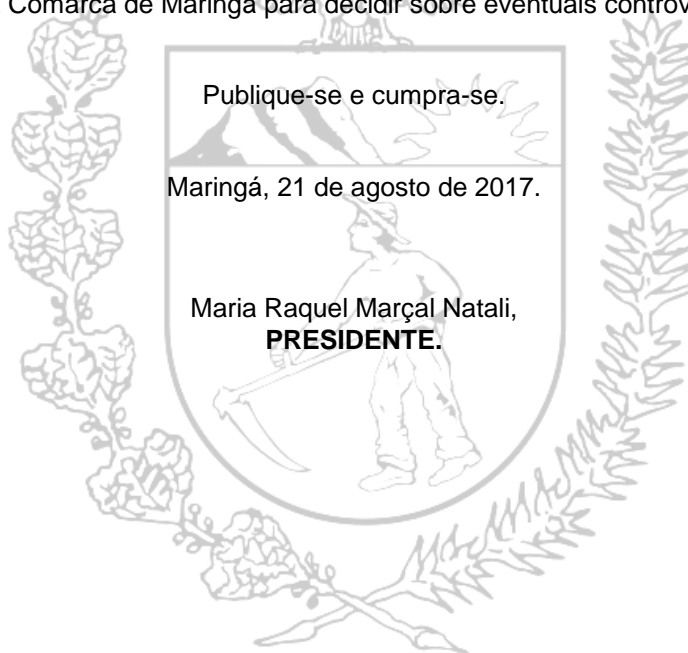 Comarca de Maringá para decidir sobre eventuais
Publique-se e cumpra-se.
Maringá, 21 de agosto de 2017.
Maria Raquel Marçal Natali,
PRESIDENTE.